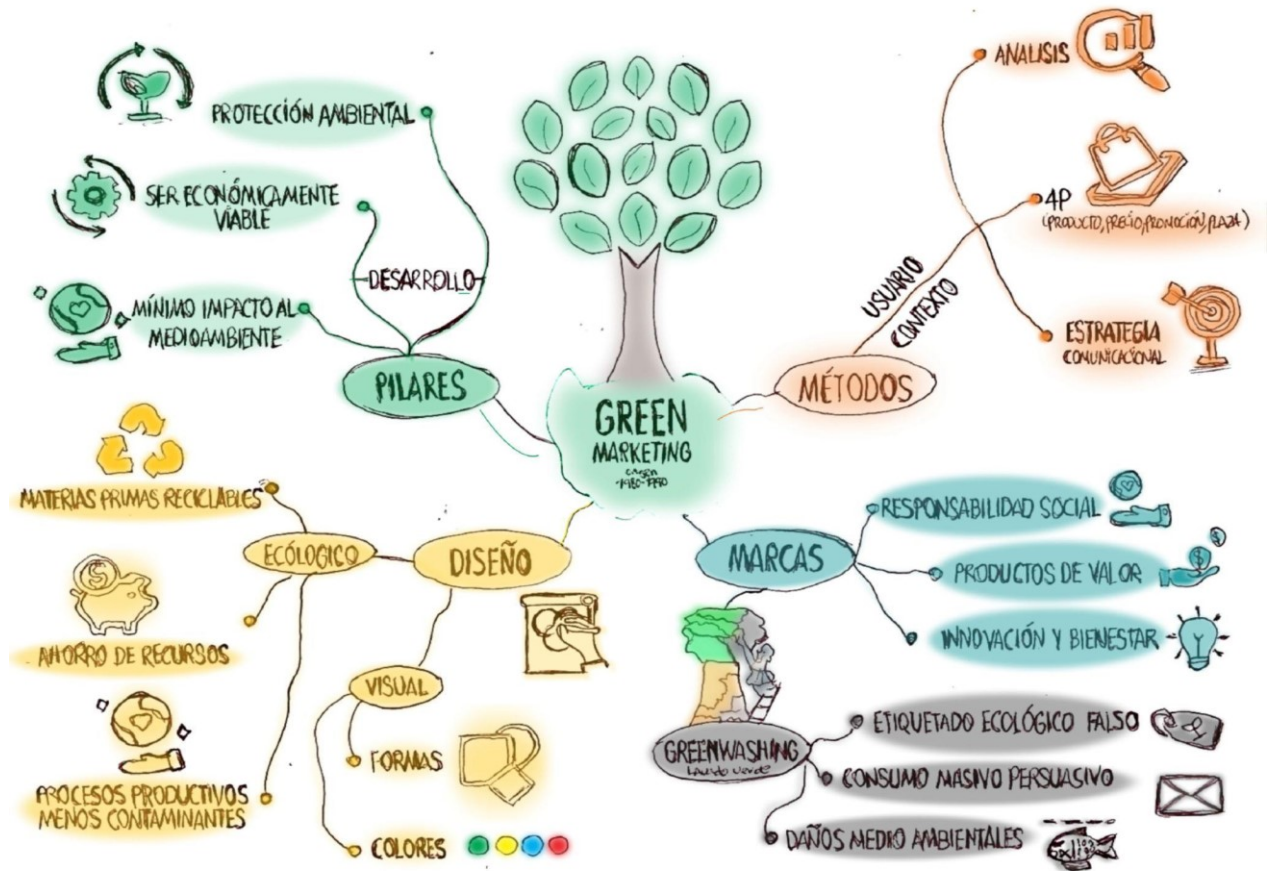 GREEN
MARKETING
1980-1990
PILARES
DESARROLLO
PROTECCIÓN AMBIENTAL
SER ECONÓMICAMENTE
VIABLE
MÍNIMO IMPACTO AL
MEDIOAMBIENTE
MÉTODOS
USUARIO
CONTEXTO
ANALISIS
4P
(PRODUCTO, PRECIO, PROMOCIÓN, PLAZA)
ESTRATEGIA
COMUNICACIONAL
DISEÑO
ECÓLOGICO
MATERIAS PRIMAS RECICLABLES
AHORRO DE RECURSOS
PROCESOS PRODUCTIVOS
MENOS CONTAMINANTES
VISUAL
FORMAS
COLORES
MARCAS
RESPONSABILIDAD SOCIAL
PRODUCTOS DE VALOR
INNOVACIÓN Y BIENESTAR
GREENWASHING
Lavado verde
ETIQUETADO ECOLÓGICO FALSO
CONSUMO MASIVO PERSUASIVO
DAÑOS MEDIO AMBIENTALES